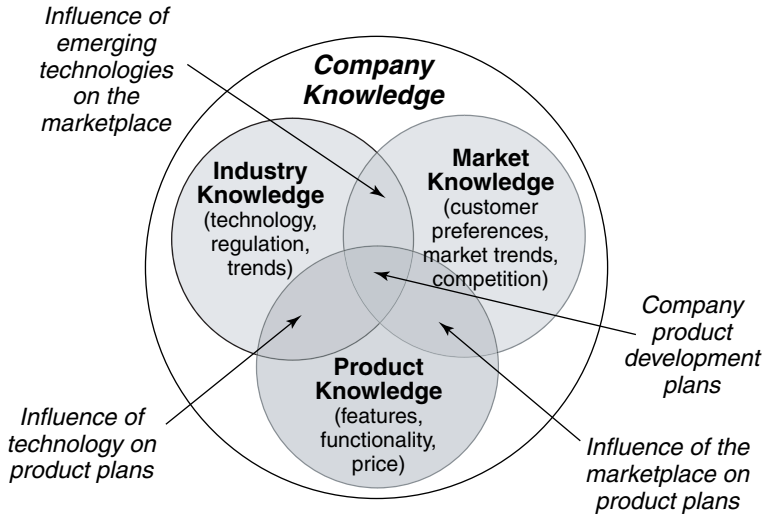 Influence of
emerging
technologies
on the
marketplace
Company
Knowledge
Industry
Knowledge
(technology,
regulation,
trends)
Market
Knowledge
(customer
preferences,
market trends,
competition)
Company
product
development
plans
Product
Knowledge
(features,
functionality,
price)
Influence of
technology on
product plans
Influence of the
marketplace on
product plans